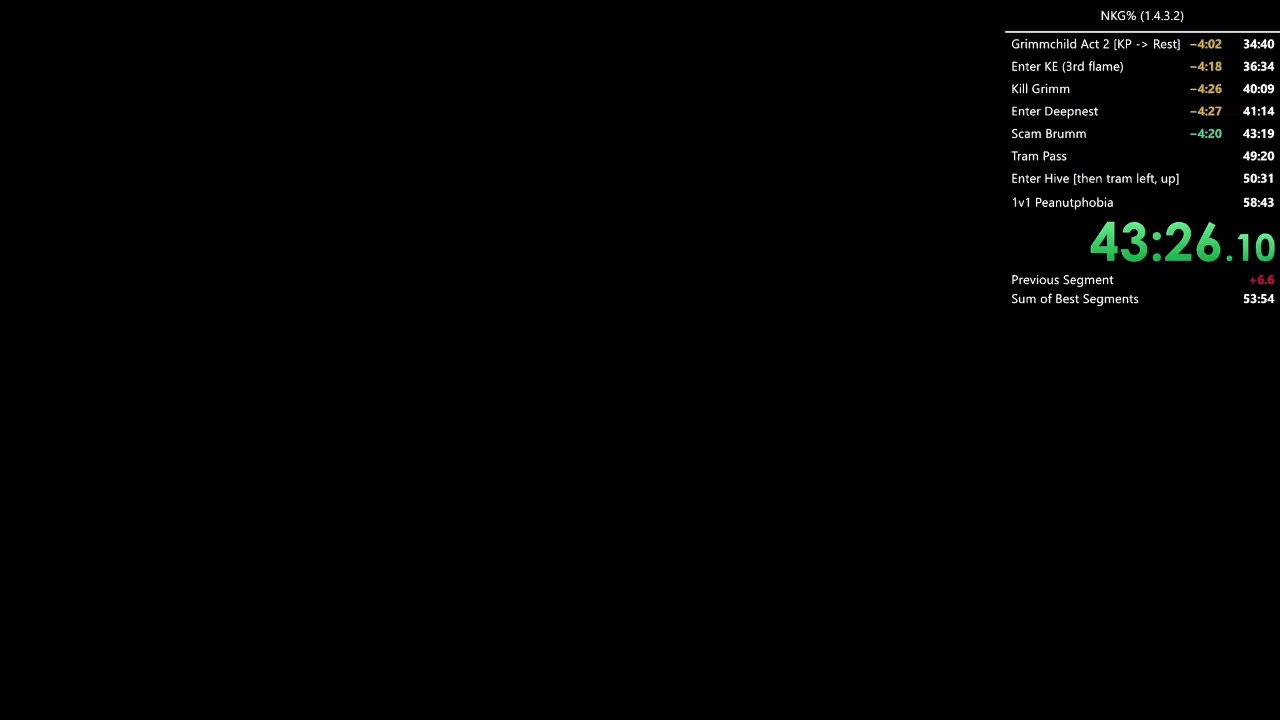 NKG% (1.4.3.2)
Grimmchild Act 2 [KP -> Rest] −4:02 34:40
Enter KE (3rd flame) −4:18 36:34
Kill Grimm −4:26 40:09
Enter Deepnest −4:27 41:14
Scam Brumm −4:20 43:19
Tram Pass 49:20
Enter Hive [then tram left, up] 50:31
1v1 Peanutphobia 58:43
43:26.10
Previous Segment +6.6
Sum of Best Segments 53:54